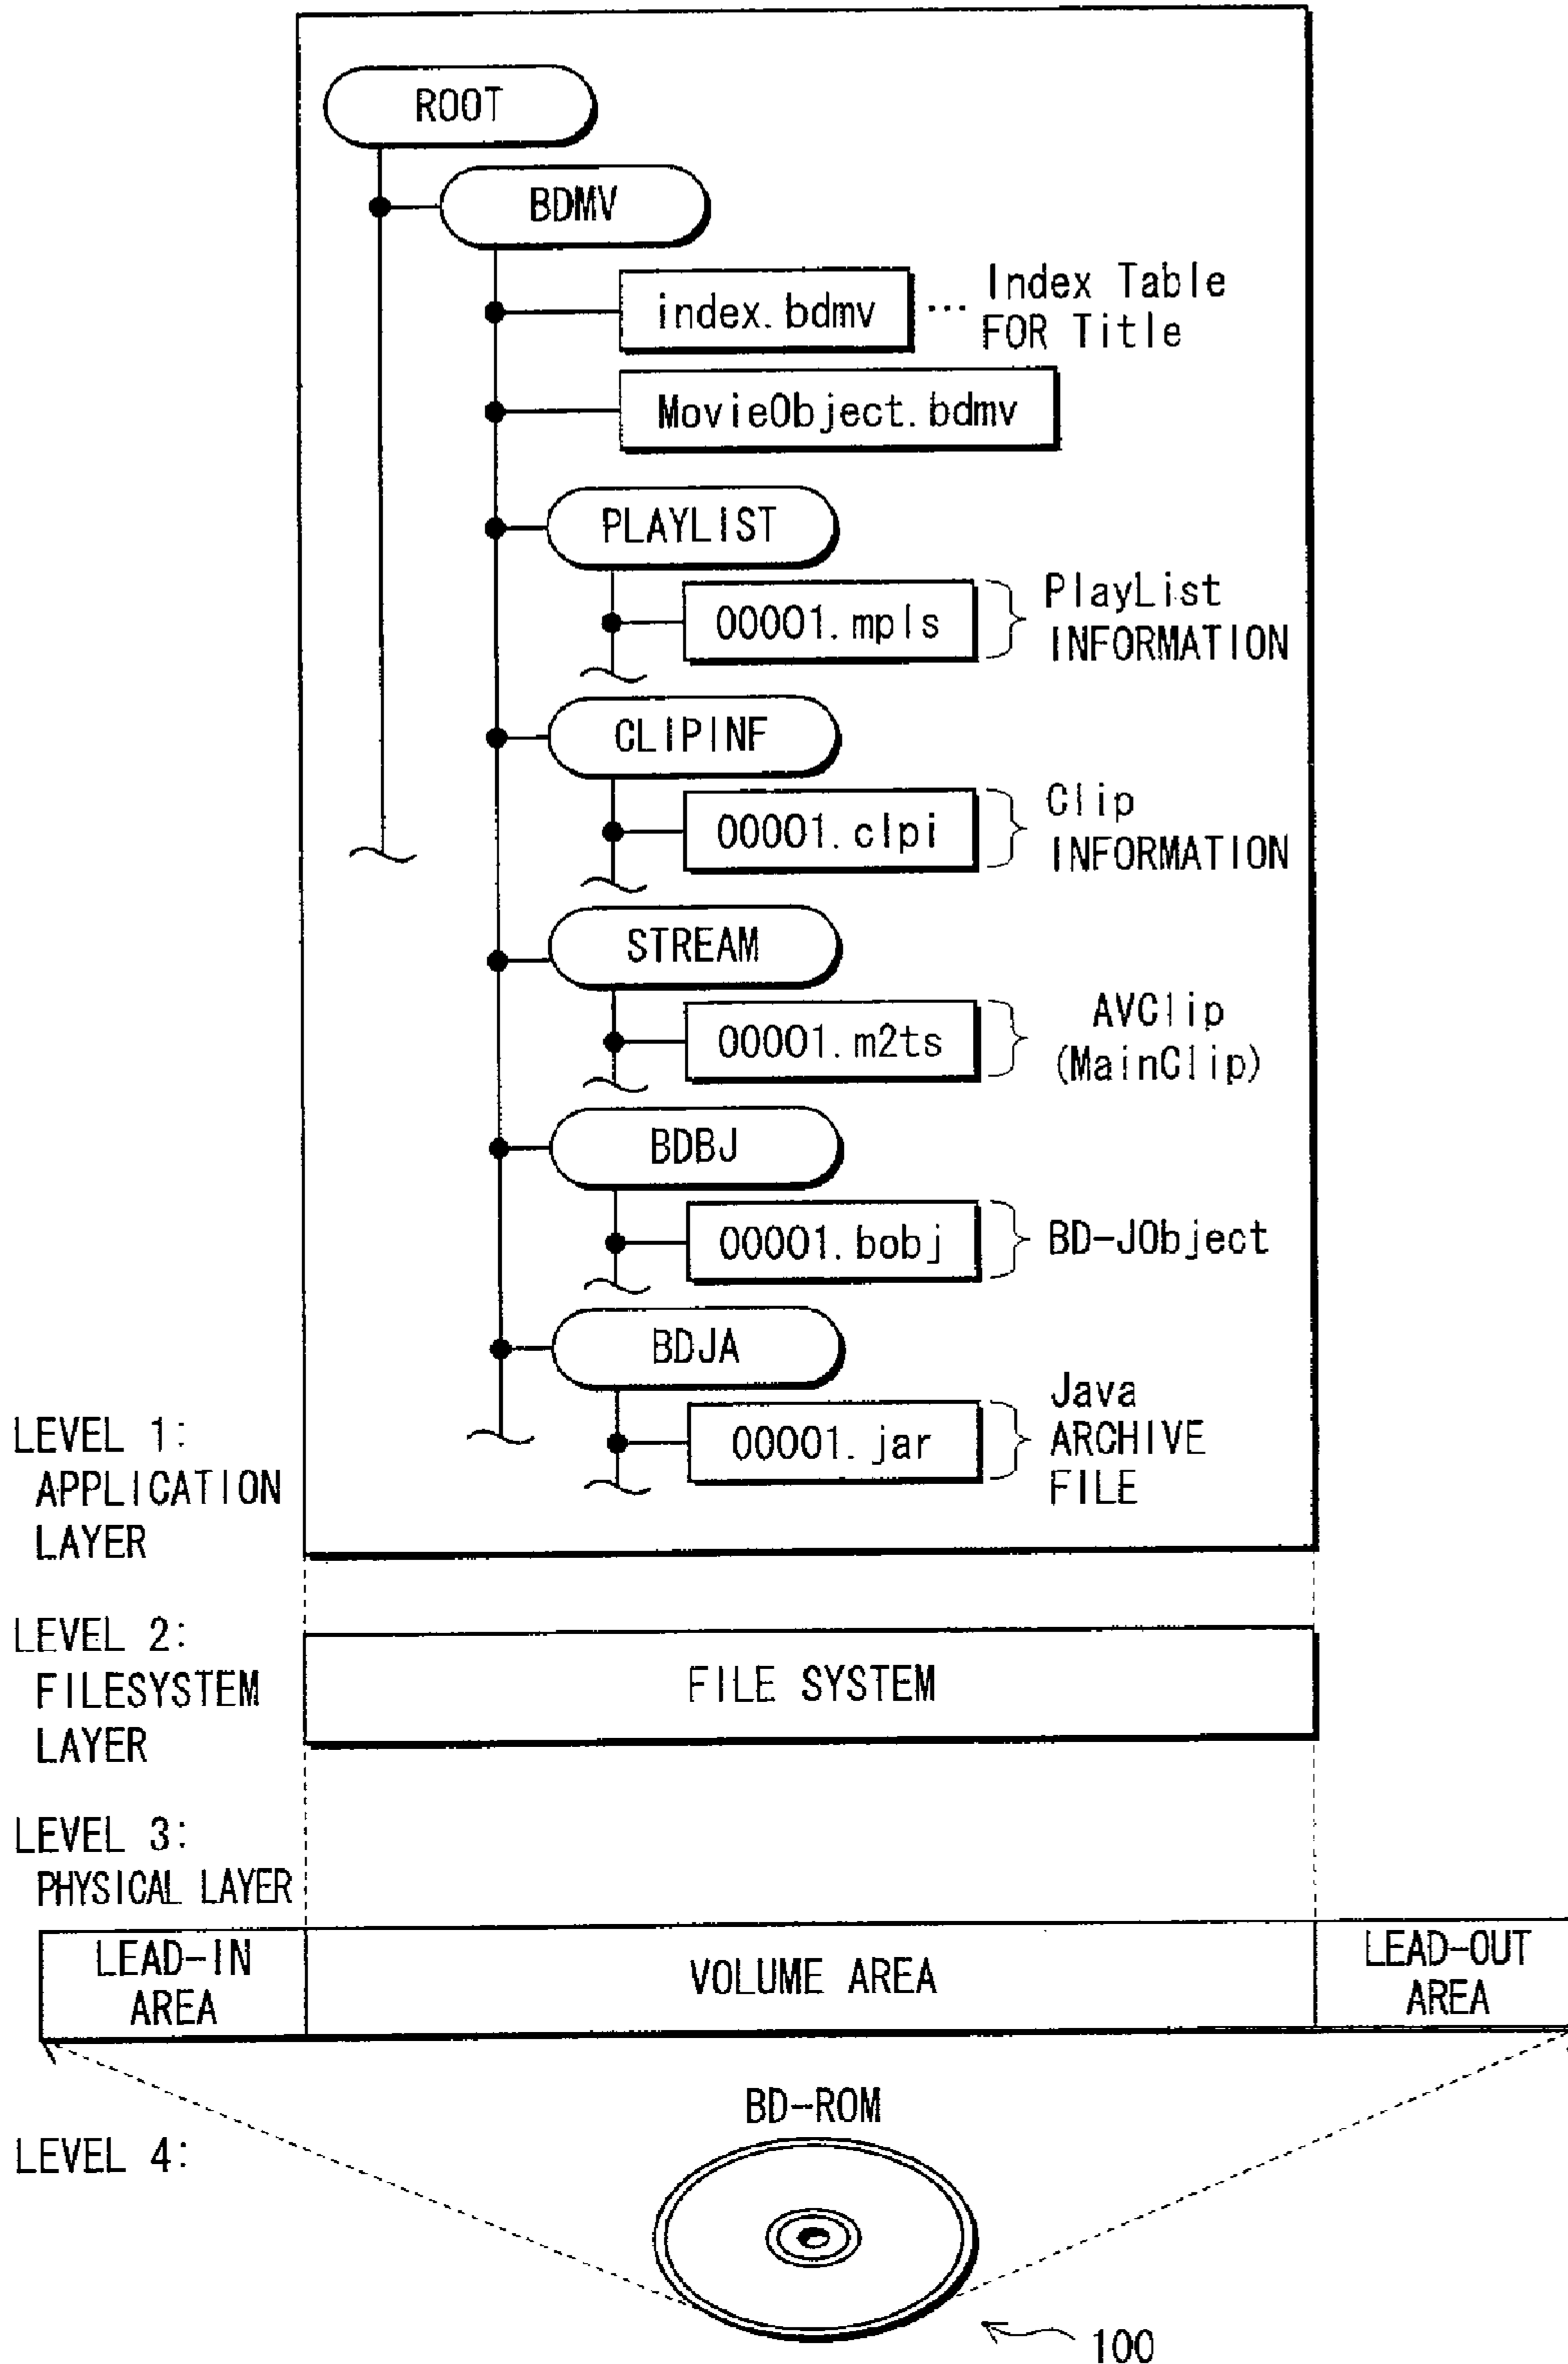 ROOT
BDMV
index.bdmv ... Index Table
FOR Title
MovieObject.bdmv
PLAYLIST
00001.mpls
PlayList
INFORMATION
CLIPINF
00001.clpi
Clip
INFORMATION
STREAM
00001.m2ts
AVClip
(MainClip)
BDBJ
00001.bobj
BD-JObject
BDJA
00001.jar
Java
ARCHIVE
FILE
LEVEL 1:
APPLICATION
LAYER
LEVEL 2:
FILESYSTEM
LAYER
FILE SYSTEM
LEVEL 3:
PHYSICAL LAYER
LEAD-IN
AREA
VOLUME AREA
LEAD-OUT
AREA
BD-ROM
LEVEL 4:
100